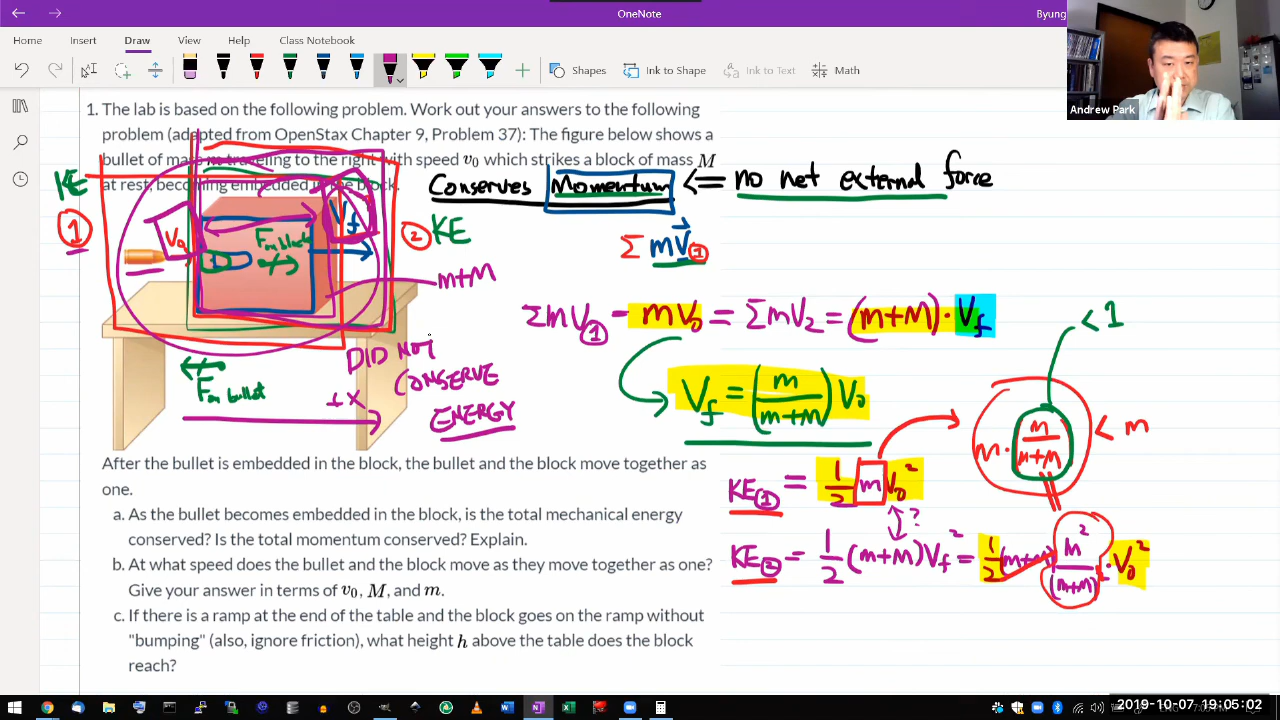 OneNote
Byung
Home Insert Draw View Help Class Notebook
Shapes Ink to Shape Ink to Text Math
Andrew Park
1. The lab is based on the following problem. Work out your answers to the following
problem (adapted from OpenStax Chapter 9, Problem 37): The figure below shows a
bullet of mass m traveling to the right with speed v₀ which strikes a block of mass M
at rest, becoming embedded in the block.
Conserves Momentum ⇐ no net external force
KE
1
V₀
F on block
Vf
2 KE
m+M
Σ mV⃗①
ΣmV① = mV₀ = ΣmV₂ = (m+M)·Vf
F on bullet
+x
DID NOT
CONSERVE
ENERGY
Vf = (m/(m+M)) V₀
<1
m · m/(m+M) < m
KE① = 1/2 m V₀²
?
KE② = 1/2 (m+M)Vf² = 1/2 (m+M) m²/(m+M)² · V₀²
After the bullet is embedded in the block, the bullet and the block move together as
one.
a. As the bullet becomes embedded in the block, is the total mechanical energy
conserved? Is the total momentum conserved? Explain.
b. At what speed does the bullet and the block move as they move together as one?
Give your answer in terms of v₀, M, and m.
c. If there is a ramp at the end of the table and the block goes on the ramp without
"bumping" (also, ignore friction), what height h above the table does the block
reach?
2019-10-07 19:05:02